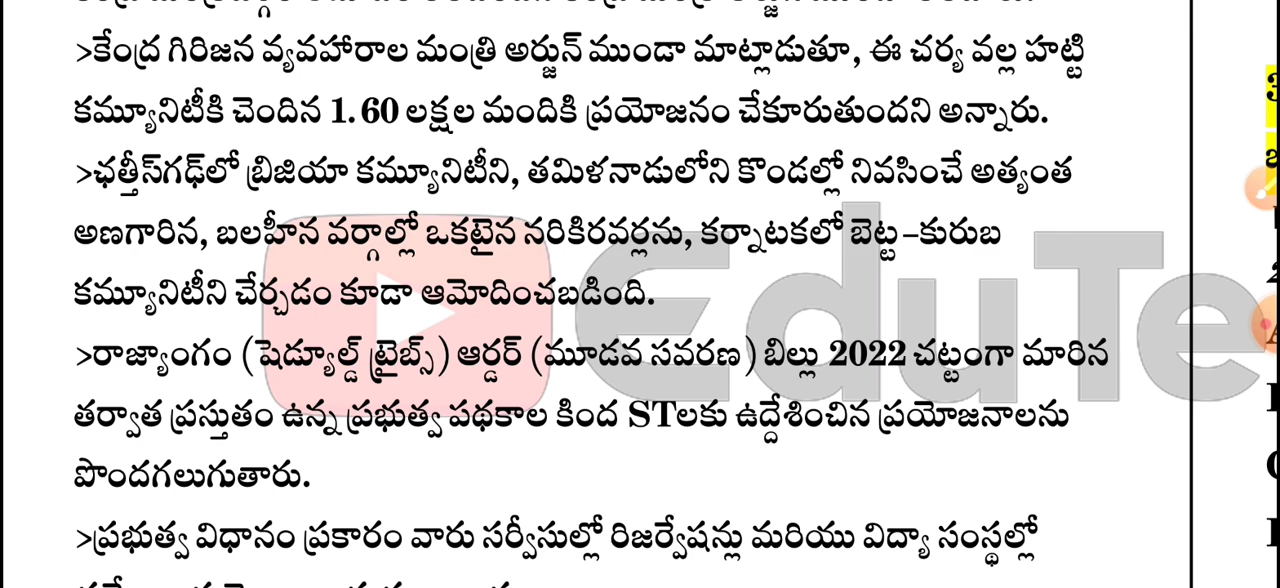 >కేంద్ర గిరిజన వ్యవహారాల మంత్రి అర్జున్ ముండా మాట్లాడుతూ, ఈ చర్య వల్ల హట్టి
కమ్యూనిటీకి చెందిన 1.60 లక్షల మందికి ప్రయోజనం చేకూరుతుందని అన్నారు.
>ఛత్తీస్‌గఢ్‌లో బ్రిజియా కమ్యూనిటీని, తమిళనాడులోని కొండల్లో నివసించే అత్యంత
అణగారిన, బలహీన వర్గాల్లో ఒకటైన నరికిరవర్లను, కర్నాటకలో బెట్ట-కురుబ
కమ్యూనిటీని చేర్చడం కూడా ఆమోదించబడింది.
>రాజ్యాంగం (షెడ్యూల్డ్ ట్రైబ్స్) ఆర్డర్ (మూడవ సవరణ) బిల్లు 2022 చట్టంగా మారిన
తర్వాత ప్రస్తుతం ఉన్న ప్రభుత్వ పథకాల కింద STలకు ఉద్దేశించిన ప్రయోజనాలను
పొందగలుగుతారు.
>ప్రభుత్వ విధానం ప్రకారం వారు సర్వీసుల్లో రిజర్వేషన్లు మరియు విద్యా సంస్థల్లో
EduTe